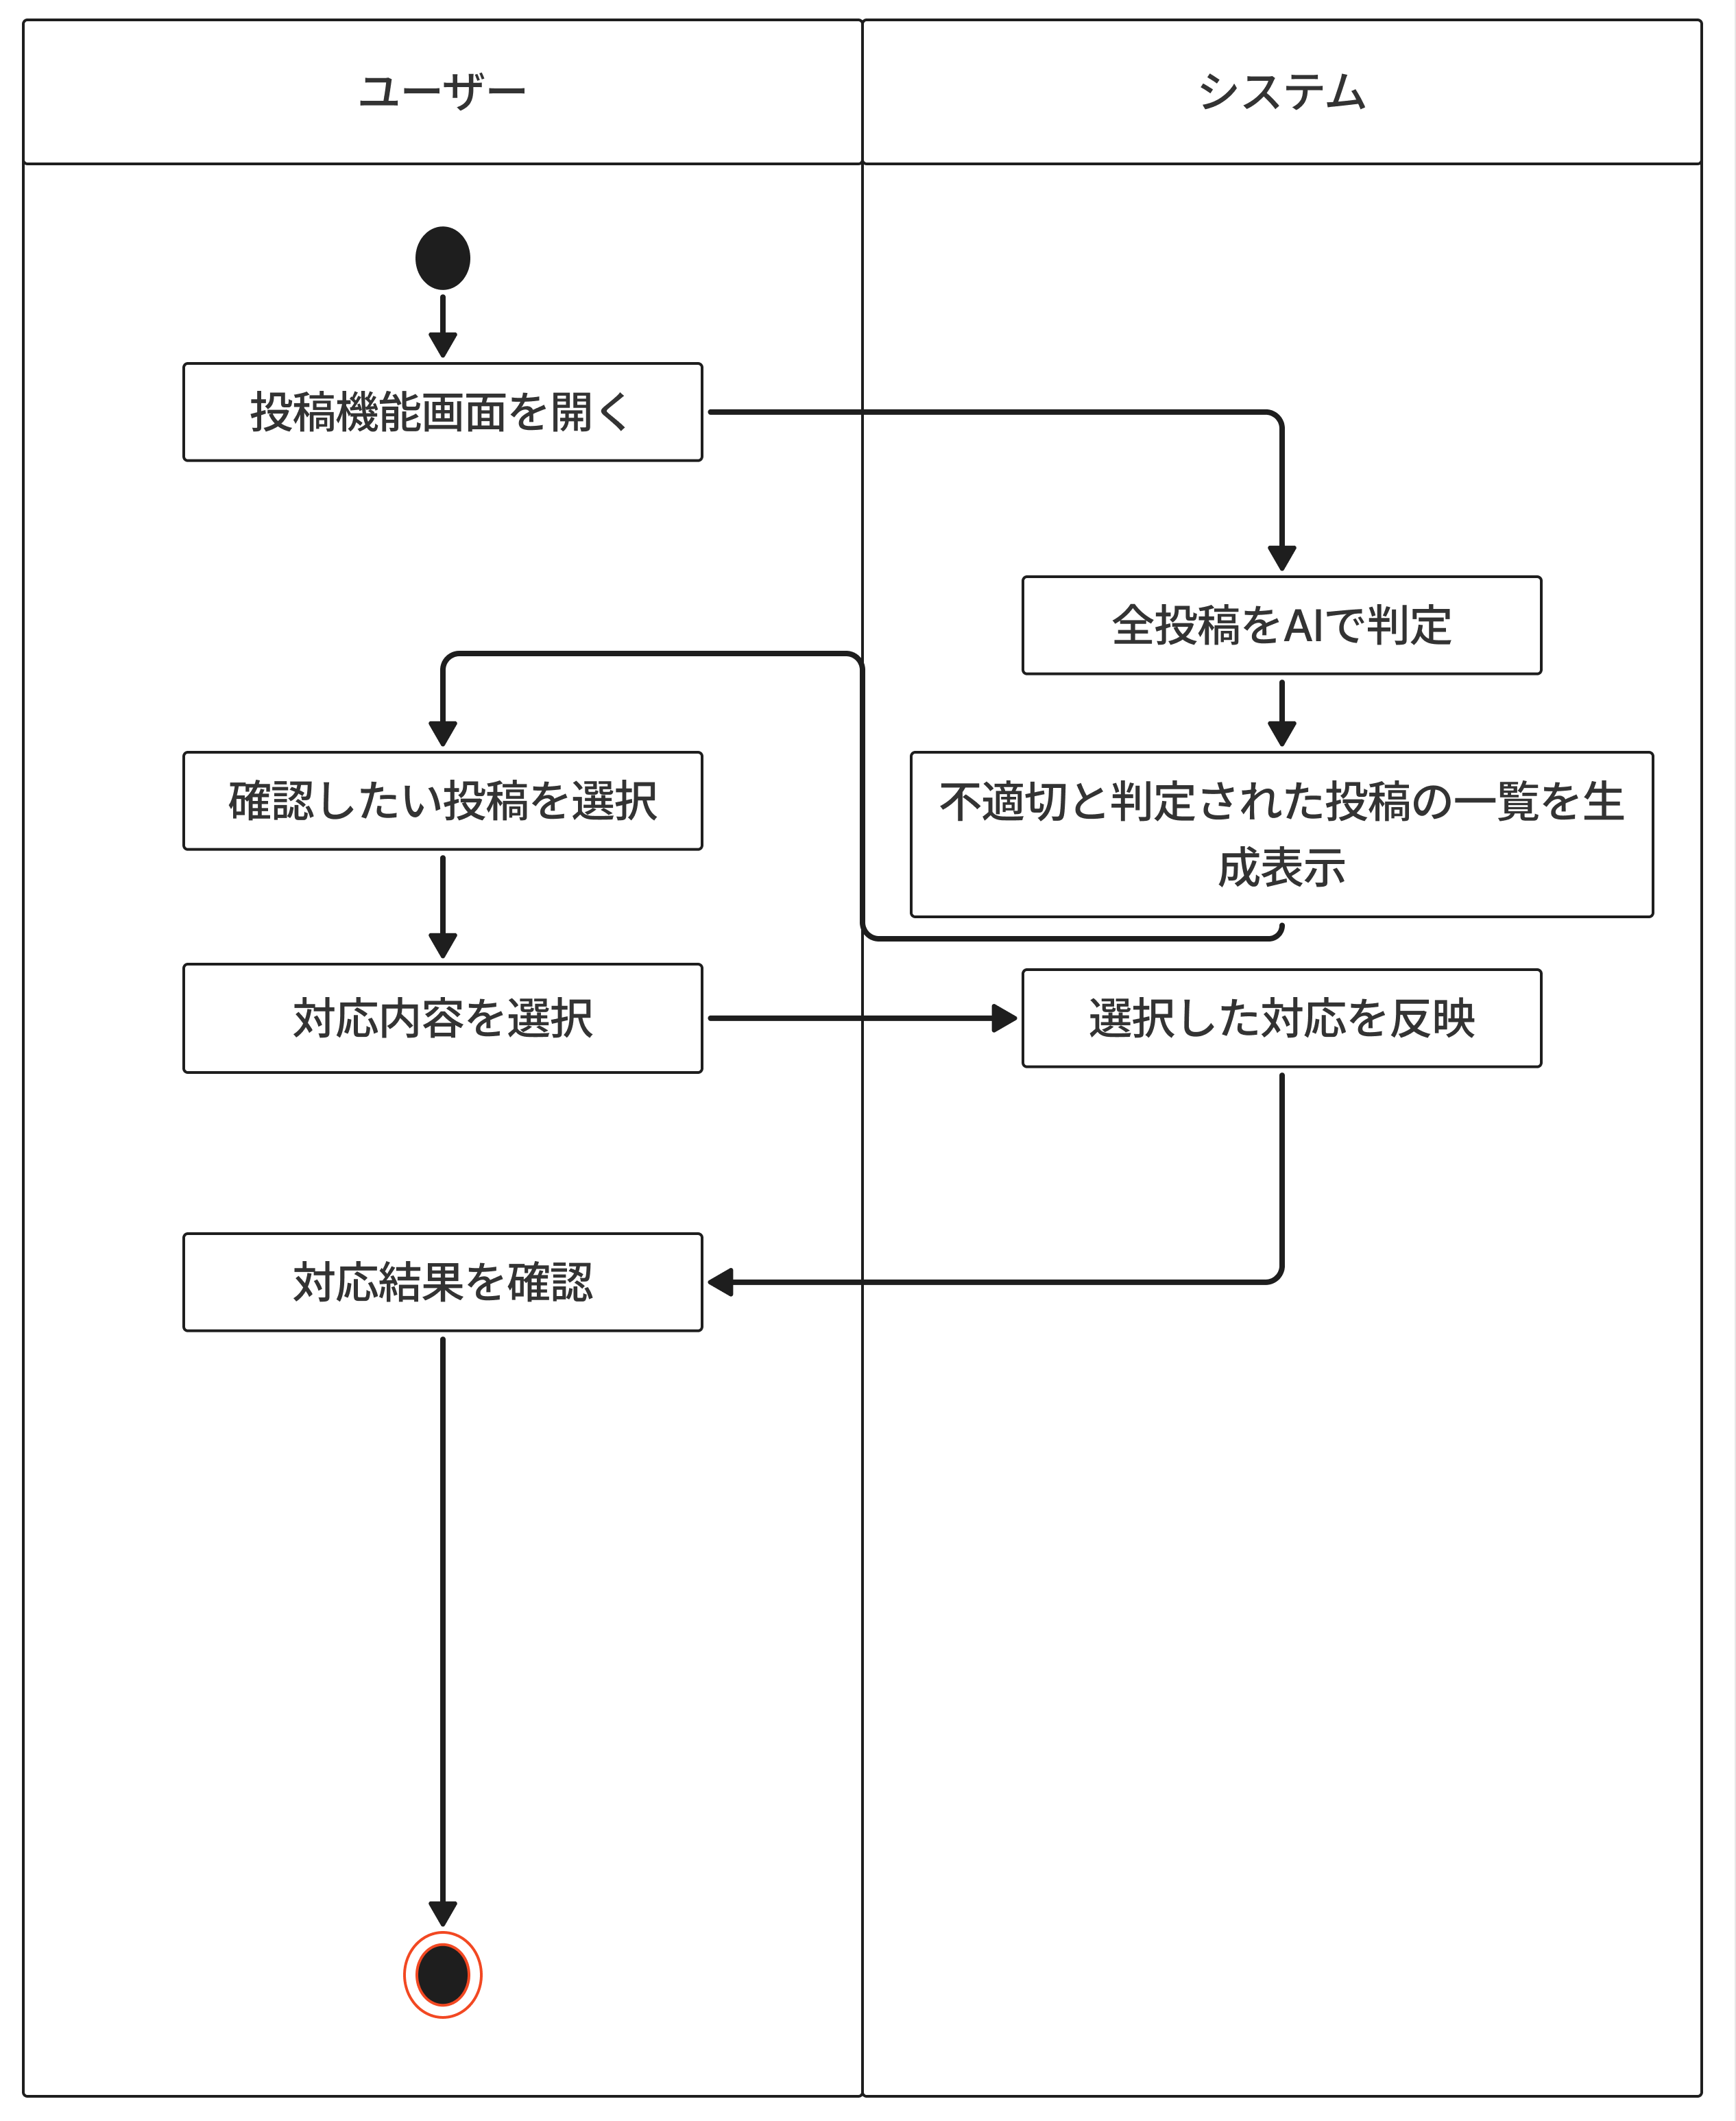 ユーザー
システム
投稿機能画面を開く
全投稿をAIで判定
確認したい投稿を選択
不適切と判定された投稿の一覧を生
成表示
対応内容を選択
選択した対応を反映
対応結果を確認